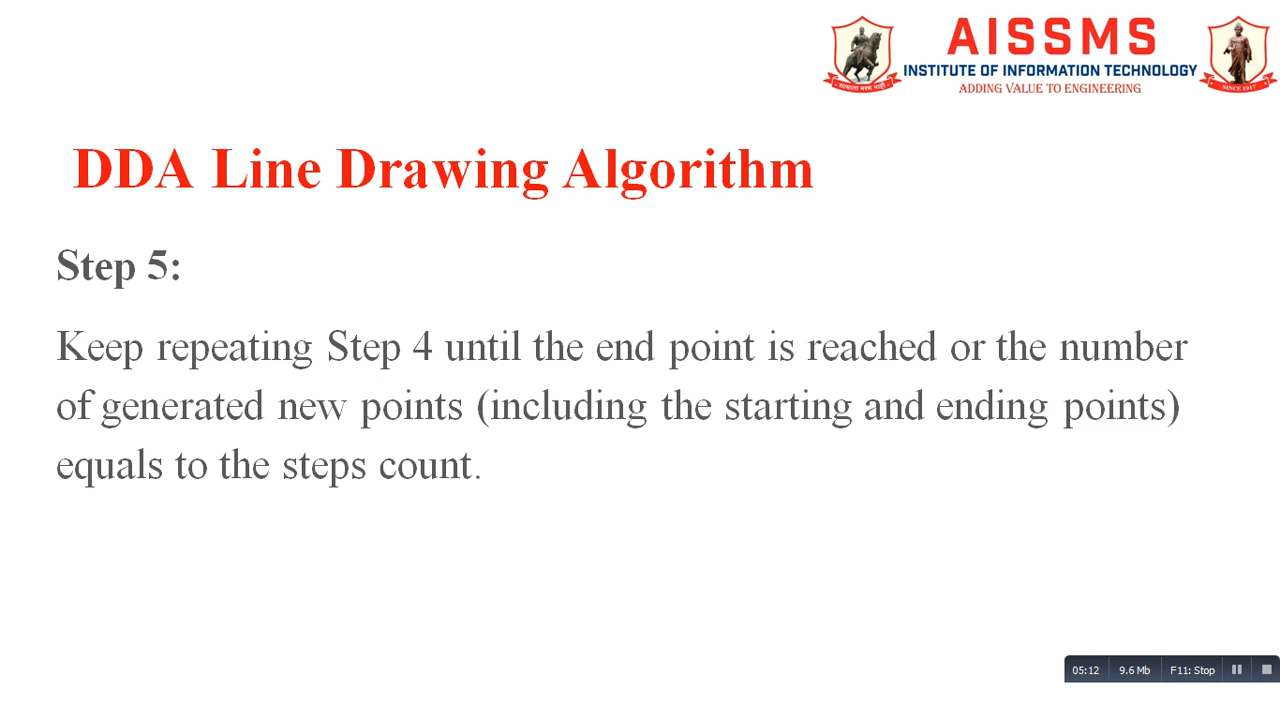 AISSMS
INSTITUTE OF INFORMATION TECHNOLOGY
ADDING VALUE TO ENGINEERING
SINCE 1917
DDA Line Drawing Algorithm
Step 5:
Keep repeating Step 4 until the end point is reached or the number
of generated new points (including the starting and ending points)
equals to the steps count.
05:12 9.6 Mb F11: Stop